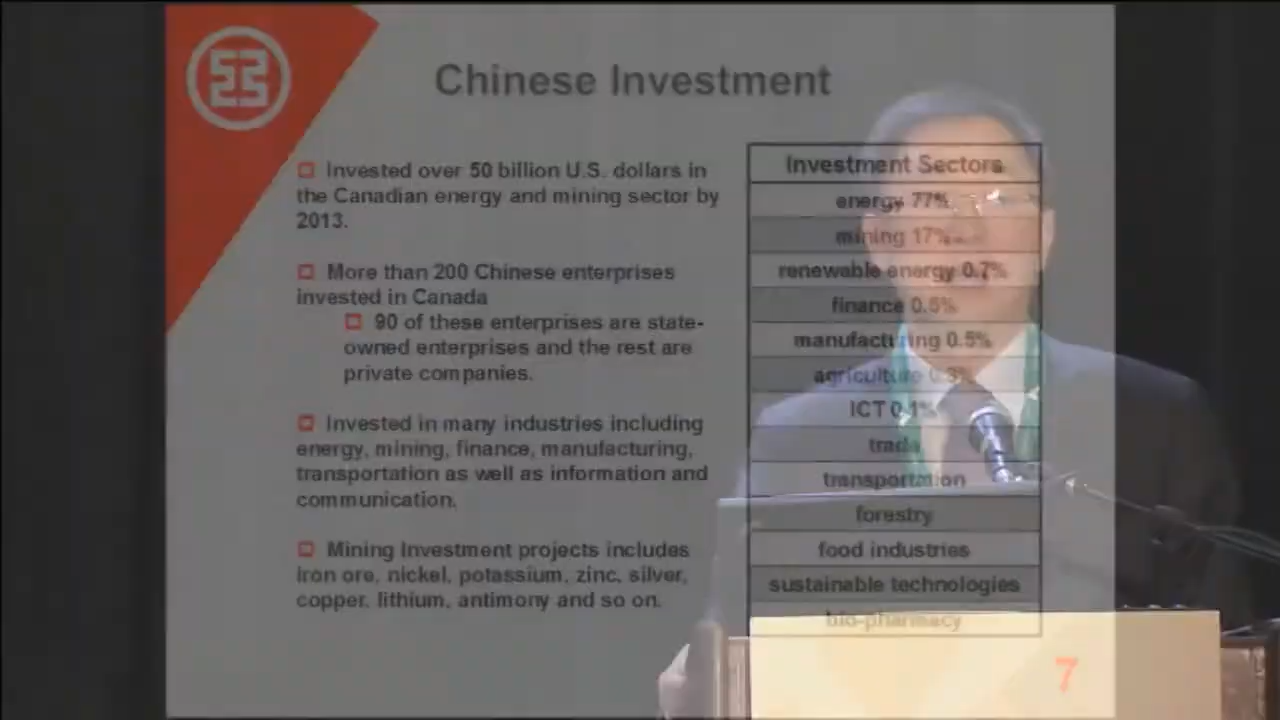 Chinese Investment
Invested over 50 billion U.S. dollars in
the Canadian energy and mining sector by
2013.
More than 200 Chinese enterprises
invested in Canada
90 of these enterprises are state-
owned enterprises and the rest are
private companies.
Invested in many industries including
energy, mining, finance, manufacturing,
transportation as well as information and
communication.
Mining Investment projects includes
iron ore, nickel, potassium, zinc, silver,
copper, lithium, antimony and so on.
Investment Sectors
energy 77%
mining 17%
renewable energy 0.7%
finance
manufacturing 0.5%
agriculture
ICT 0.1%
trade
transportation
forestry
food industries
sustainable technologies
bio-pharmacy
7